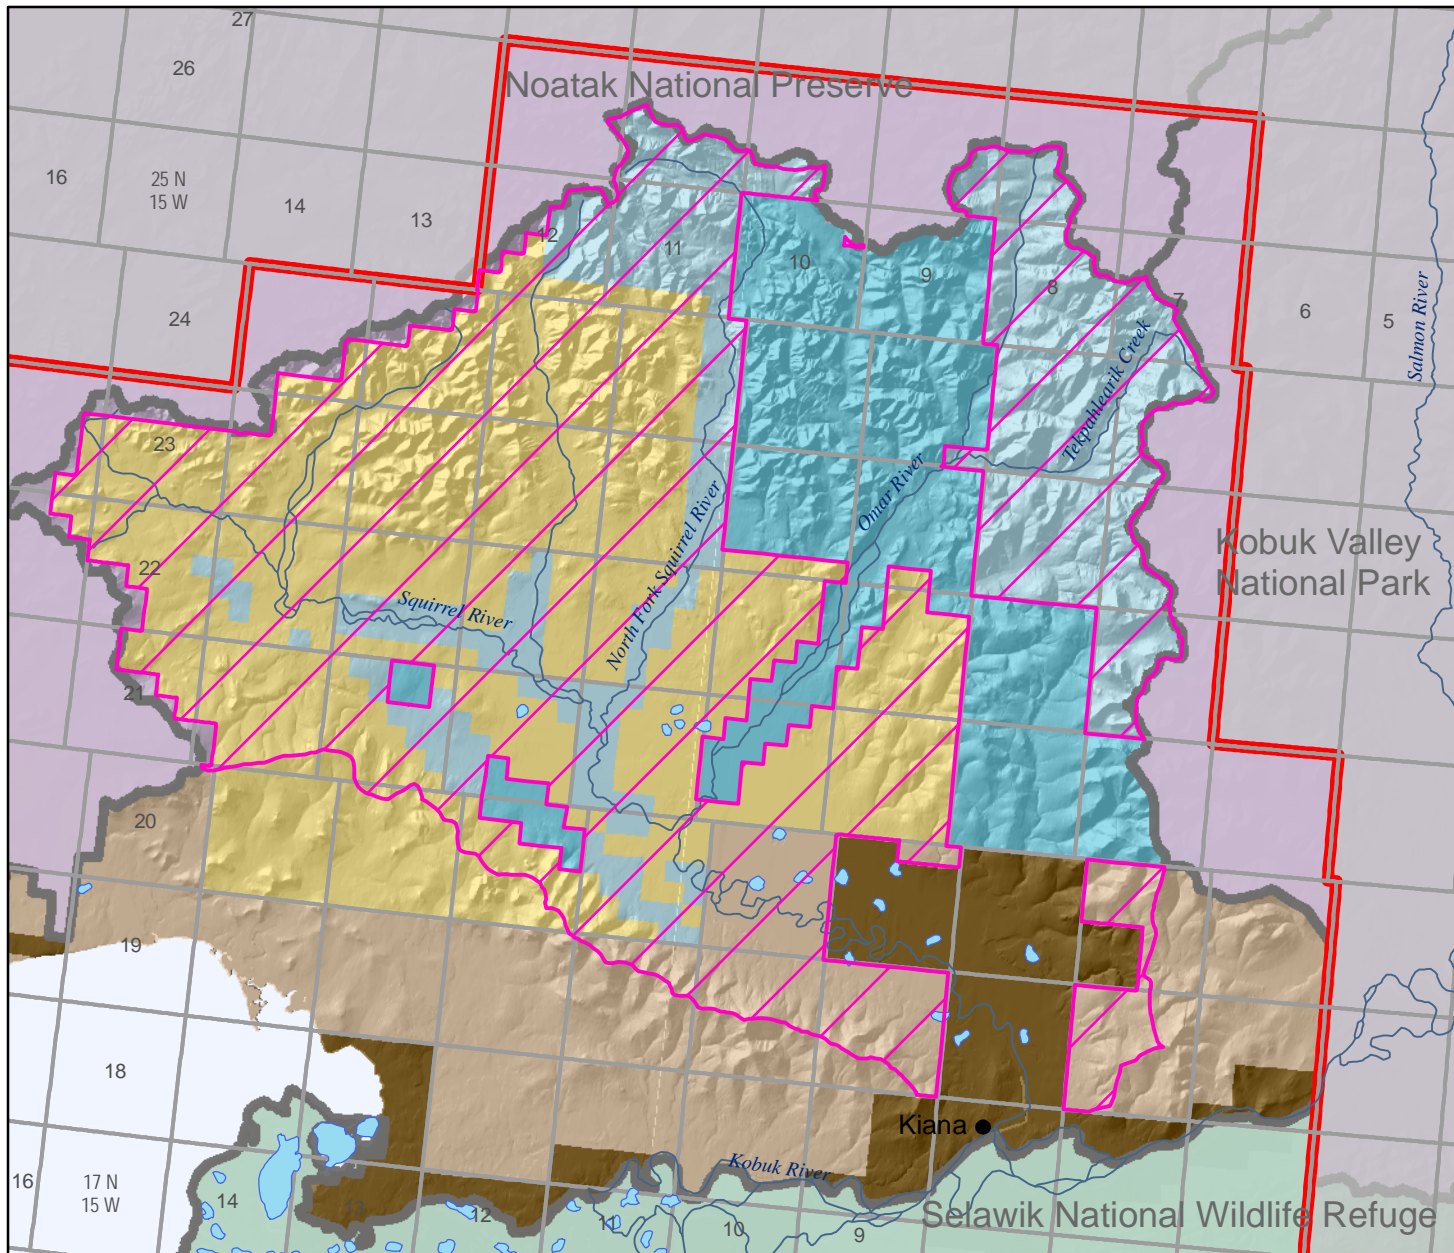 27
26
Noatak National Preserve
16
25 N
15 W
14
13
12
11
10
9
8
7
6
5
24
Salmon River
Tekpahlearik Creek
23
Omar River
North Fork Squirrel River
Kobuk Valley
National Park
22
Squirrel River
21
20
19
18
Kiana
Kobuk River
16
17 N
15 W
14
13
12
11
10
9
Selawik National Wildlife Refuge